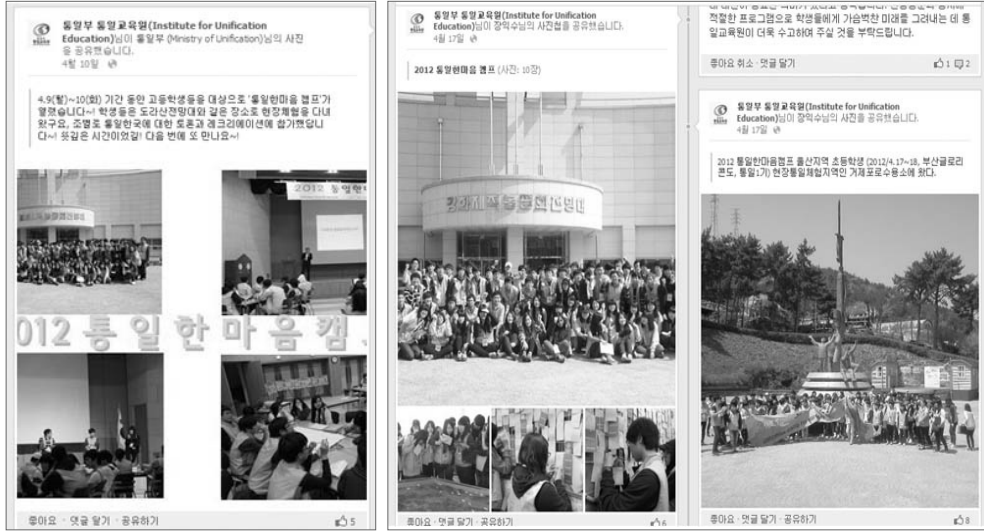 통일부 통일교육원(Institute for Unification
Education)님이 통일부 (Ministry of Unification)님의 사진
을 공유했습니다.
4월 10일
4.9(월)~10(화) 기간 동안 고등학생들을 대상으로 '통일한마음 캠프'가
열렸습니다~! 학생들은 도라산전망대와 같은 장소로 현장체험을 다녀
왔구요, 조별로 통일한국에 대한 토론과 레크리에이션에 참가했답니
다~! 뜻깊은 시간이었길! 다음 번에 또 만나요~!
2012 통일한마
012 통일한마음캠
좋아요 · 댓글 달기 · 공유하기
5
통일부 통일교육원(Institute for Unification
Education)님이 장익수님의 사진첩을 공유했습니다.
4월 17일
2012 통일한마음 캠프 (사진: 10장)
강화제적봉평화전망대
좋아요 · 댓글 달기 · 공유하기
6
적절한 프로그램으로 학생들에게 가슴벅찬 미래를 그려내는 데 통
일교육원이 더욱 수고하여 주실 것을 부탁드립니다.
좋아요 취소 · 댓글 달기
1 2
통일부 통일교육원(Institute for Unification
Education)님이 장익수님의 사진을 공유했습니다.
4월 17일
2012 통일한마음캠프 울산지역 초등학생 (2012/4.17~18, 부산글로리
콘도, 통일1기) 현장통일체험지역인 거제포로수용소에 왔다.
좋아요 · 댓글 달기 · 공유하기
8